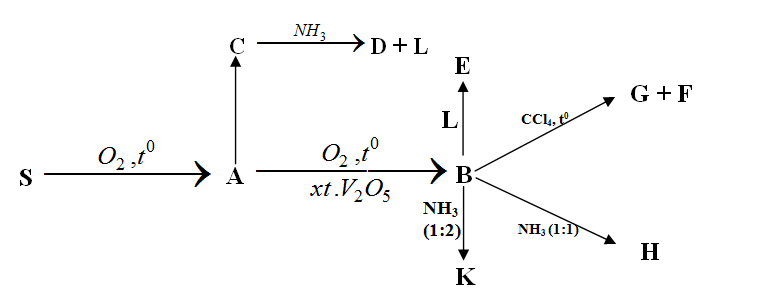 C NH₃ D + L
E
G + F
L CCl₄, t⁰
S O₂ ,t⁰ A O₂ ,t⁰ B
xt .V₂O₅
NH₃
(1:2)
NH₃ (1:1)
H
K